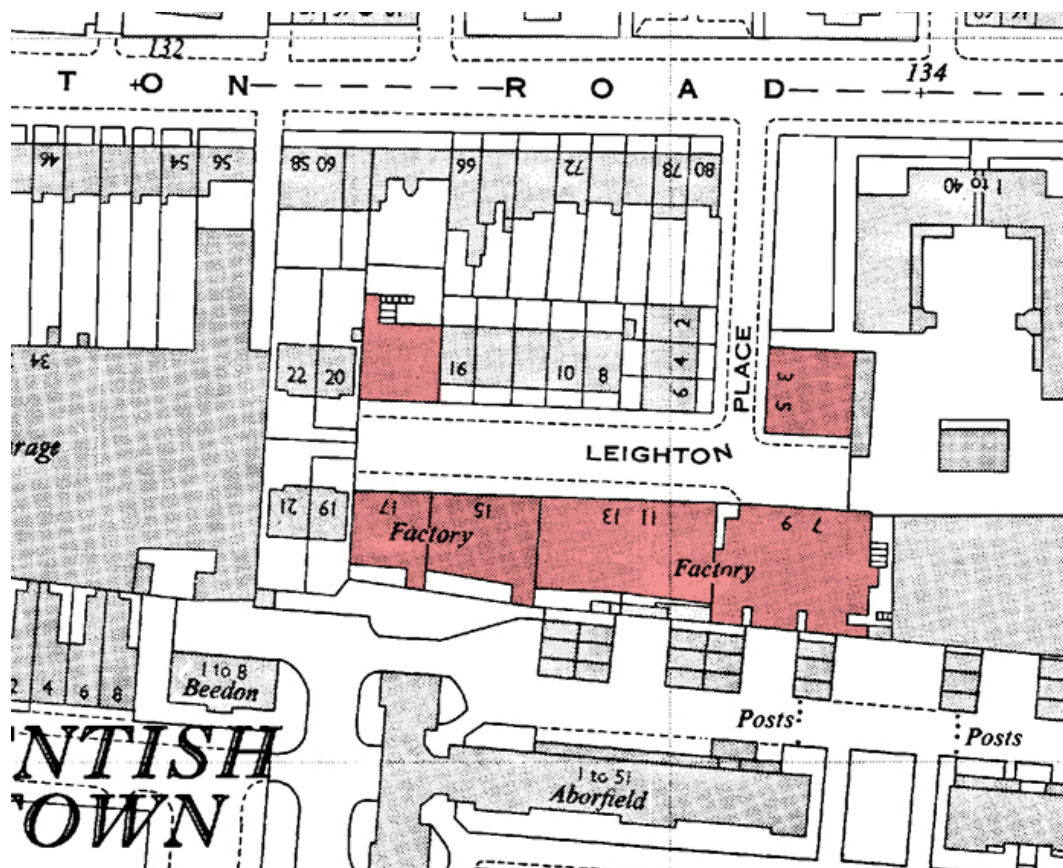 132
134
T O N R O A D
46 54 56 58 60 66 72 78 80
1 to 40
34
2
4
6
22 20 16 10 8
3
5
PLACE
rage
LEIGHTON
21 19 17 15 13 11 9 7
Factory
Factory
1 to 8
Beedon
2 4 6 8
Posts
Posts
NTISH
TOWN
1 to 51
Aborfield